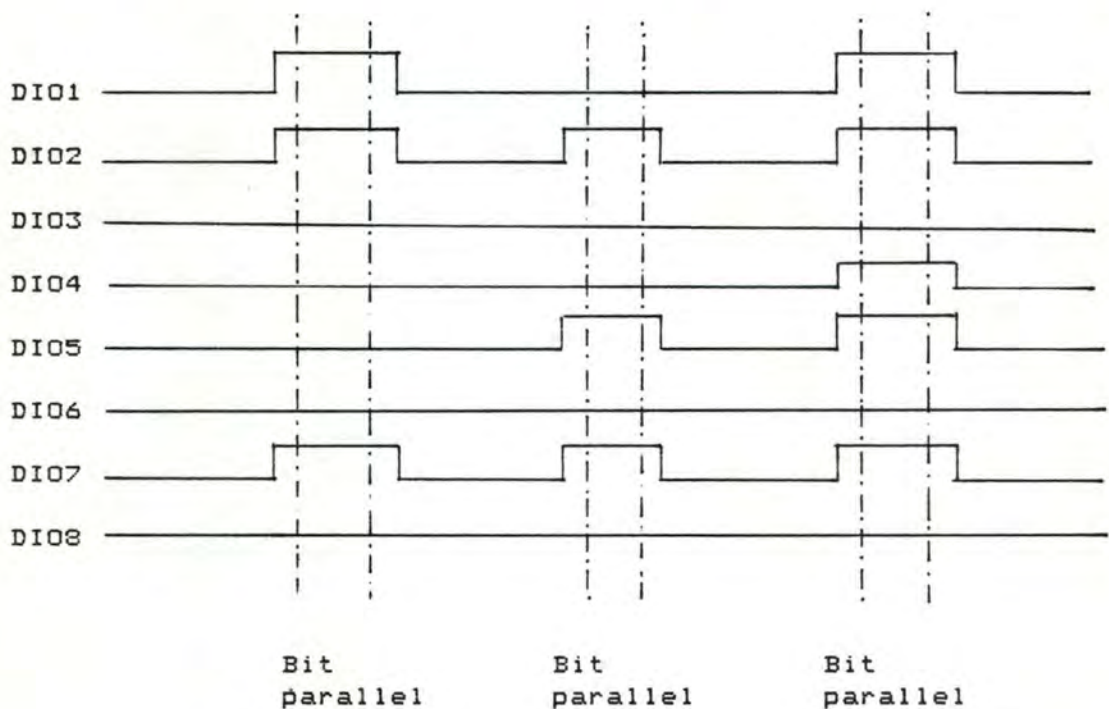 DIO1
DIO2
DIO3
DIO4
DIO5
DIO6
DIO7
DIO8
Bit Bit Bit
parallel parallel parallel